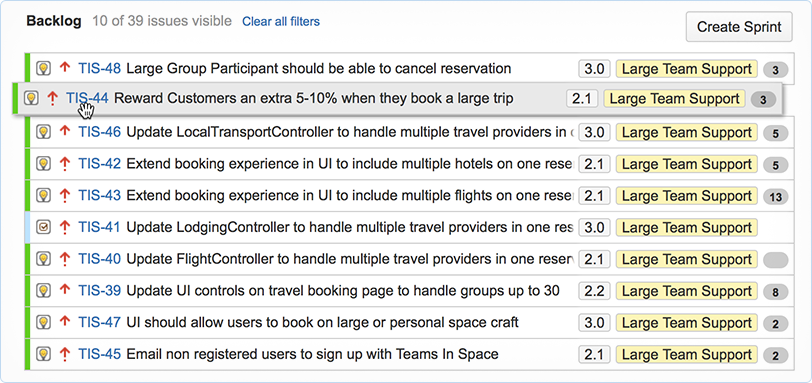 Backlog 10 of 39 issues visible Clear all filters Create Sprint
TIS-48 Large Group Participant should be able to cancel reservation 3.0 Large Team Support 3
TIS-44 Reward Customers an extra 5-10% when they book a large trip 2.1 Large Team Support 3
TIS-46 Update LocalTransportController to handle multiple travel providers in 3.0 Large Team Support 5
TIS-42 Extend booking experience in UI to include multiple hotels on one rese 2.1 Large Team Support 5
TIS-43 Extend booking experience in UI to include multiple flights on one rese 2.1 Large Team Support 13
TIS-41 Update LodgingController to handle multiple travel providers in one res 3.0 Large Team Support
TIS-40 Update FlightController to handle multiple travel providers in one reser 2.1 Large Team Support
TIS-39 Update UI controls on travel booking page to handle groups up to 30 2.2 Large Team Support 8
TIS-47 UI should allow users to book on large or personal space craft 3.0 Large Team Support 2
TIS-45 Email non registered users to sign up with Teams In Space 2.1 Large Team Support 2